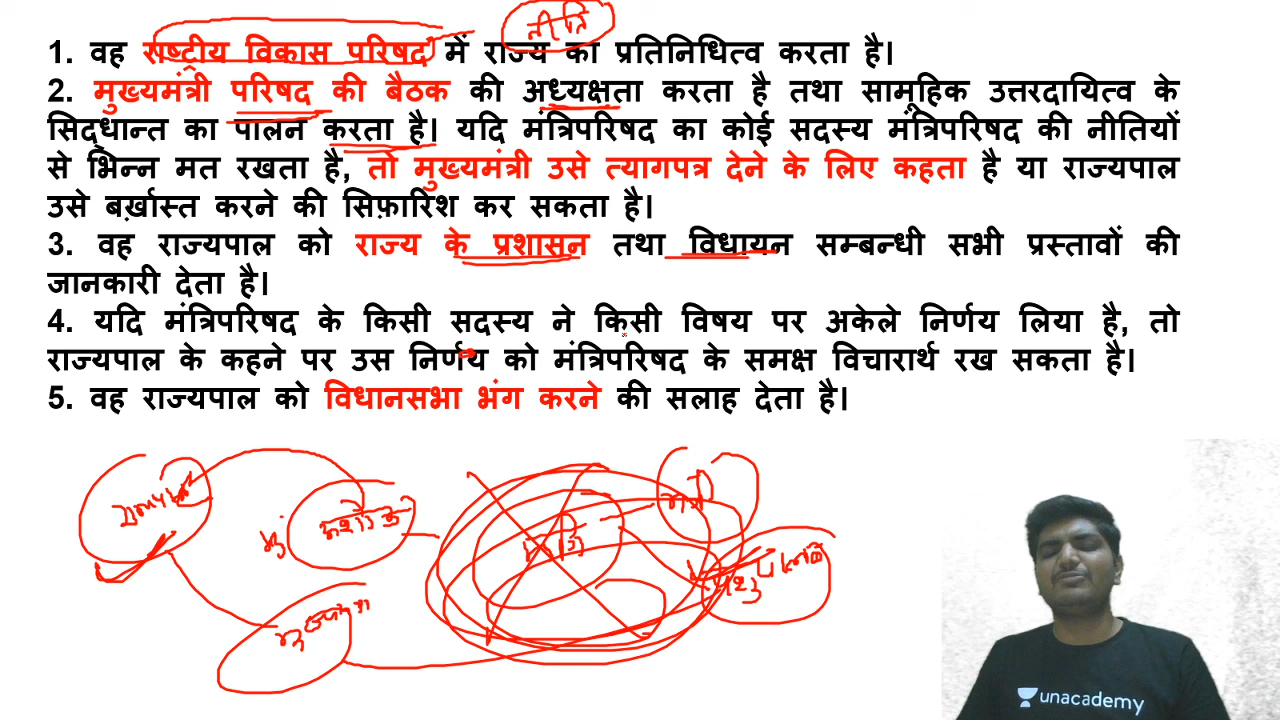 नीति
1. वह राष्ट्रीय विकास परिषद में राज्य का प्रतिनिधित्व करता है।
2. मुख्यमंत्री परिषद की बैठक की अध्यक्षता करता है तथा सामूहिक उत्तरदायित्व के
सिद्धान्त का पालन करता है। यदि मंत्रिपरिषद का कोई सदस्य मंत्रिपरिषद की नीतियों
से भिन्न मत रखता है, तो मुख्यमंत्री उसे त्यागपत्र देने के लिए कहता है या राज्यपाल
उसे बर्ख़ास्त करने की सिफ़ारिश कर सकता है।
3. वह राज्यपाल को राज्य के प्रशासन तथा विधायन सम्बन्धी सभी प्रस्तावों की
जानकारी देता है।
4. यदि मंत्रिपरिषद के किसी सदस्य ने किसी विषय पर अकेले निर्णय लिया है, तो
राज्यपाल के कहने पर उस निर्णय को मंत्रिपरिषद के समक्ष विचारार्थ रख सकता है।
5. वह राज्यपाल को विधानसभा भंग करने की सलाह देता है।
राज्यपाल
अशोक
unacademy